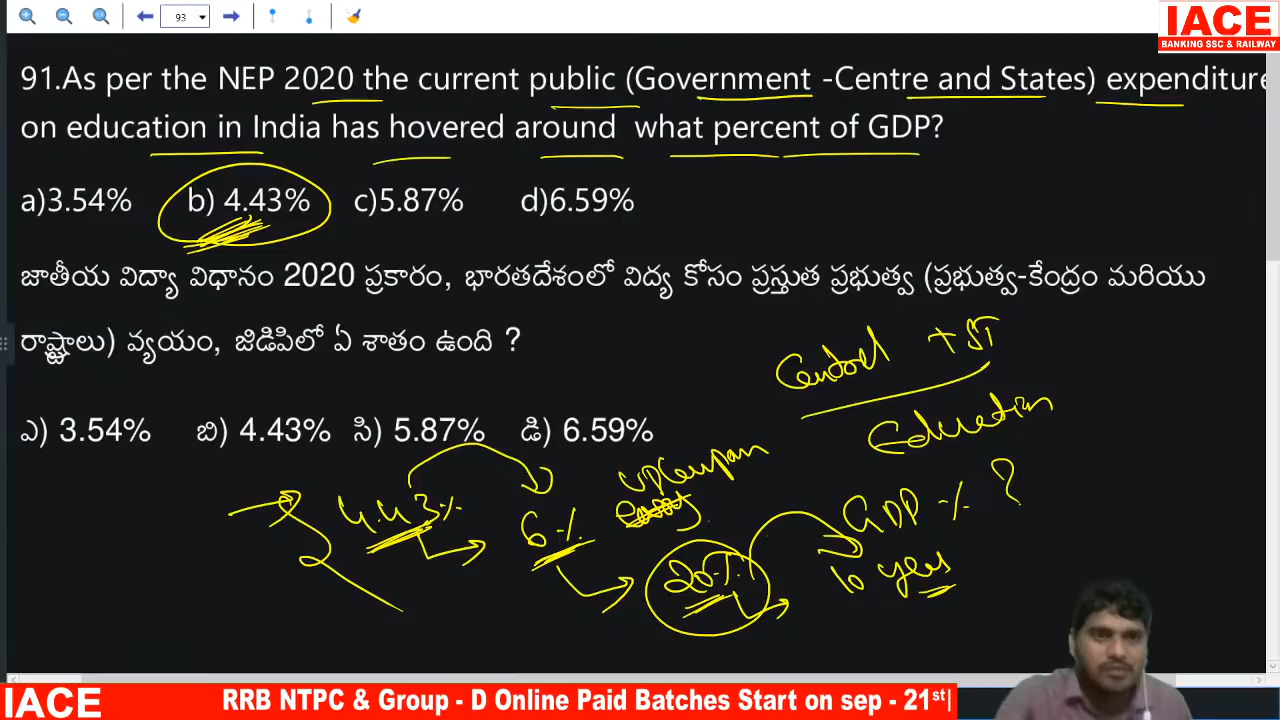 93
IACE
BANKING SSC & RAILWAY
91.As per the NEP 2020 the current public (Government -Centre and States) expenditure
on education in India has hovered around what percent of GDP?
a)3.54% b) 4.43% c)5.87% d)6.59%
జాతీయ విద్యా విధానం 2020 ప్రకారం, భారతదేశంలో విద్య కోసం ప్రస్తుత ప్రభుత్వ (ప్రభుత్వ-కేంద్రం మరియు
రాష్ట్రాలు) వ్యయం, జిడిపిలో ఏ శాతం ఉంది ?
Central + ST
Education
ఎ) 3.54% బి) 4.43% సి) 5.87% డి) 6.59%
4.43% 6% GDP % ?
20% 10 years
IACE RRB NTPC & Group - D Online Paid Batches Start on sep - 21st|